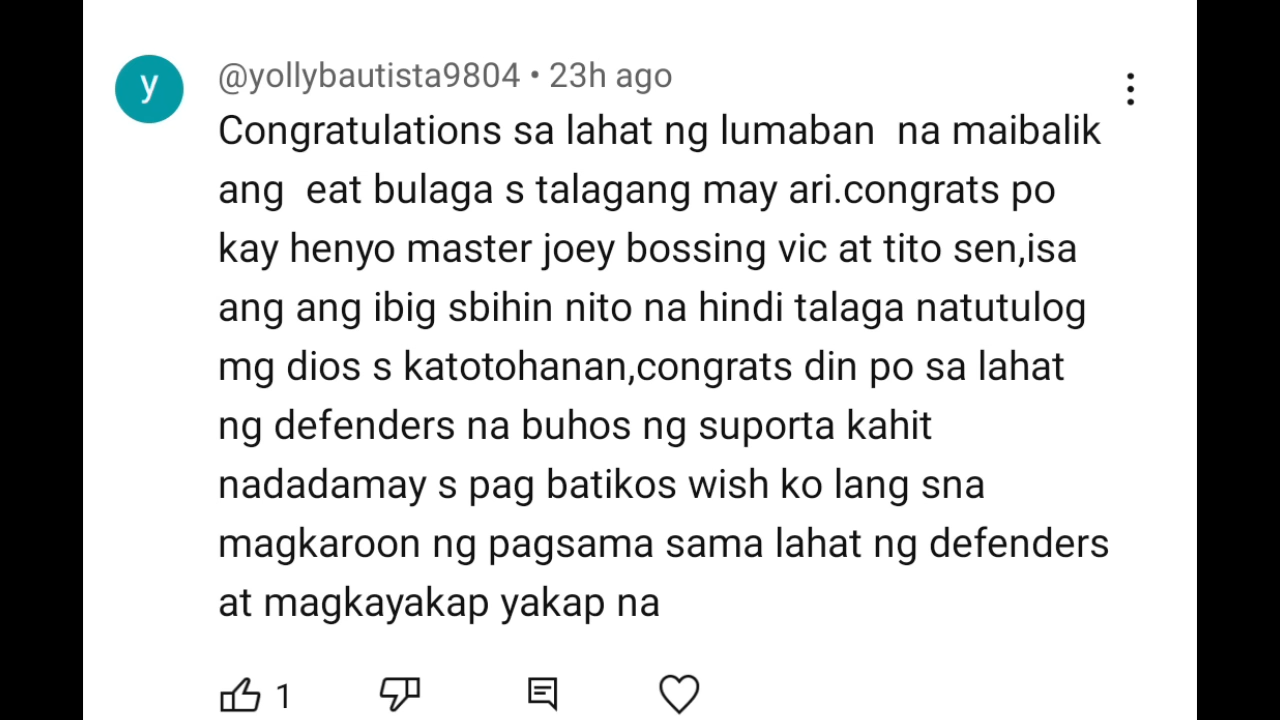 y
@yollybautista9804 • 23h ago
Congratulations sa lahat ng lumaban  na maibalik
ang  eat bulaga s talagang may ari.congrats po
kay henyo master joey bossing vic at tito sen,isa
ang ang ibig sbihin nito na hindi talaga natutulog
mg dios s katotohanan,congrats din po sa lahat
ng defenders na buhos ng suporta kahit
nadadamay s pag batikos wish ko lang sna
magkaroon ng pagsama sama lahat ng defenders
at magkayakap yakap na
1